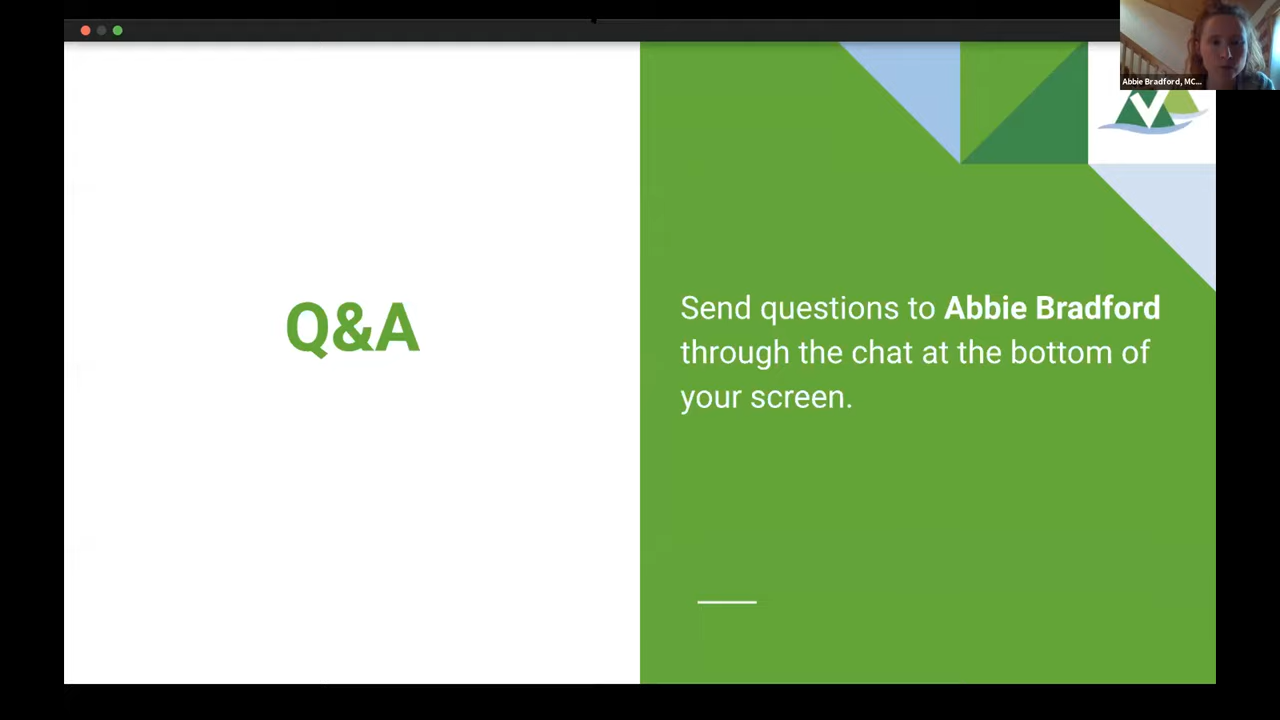 Abbie Bradford, MC...
Q&A
Send questions to Abbie Bradford
through the chat at the bottom of
your screen.